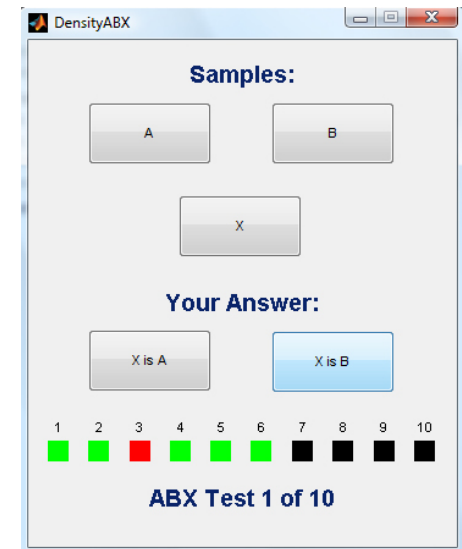 DensityABX
Samples:
A B
X
Your Answer:
X is A X is B
1 2 3 4 5 6 7 8 9 10
ABX Test 1 of 10